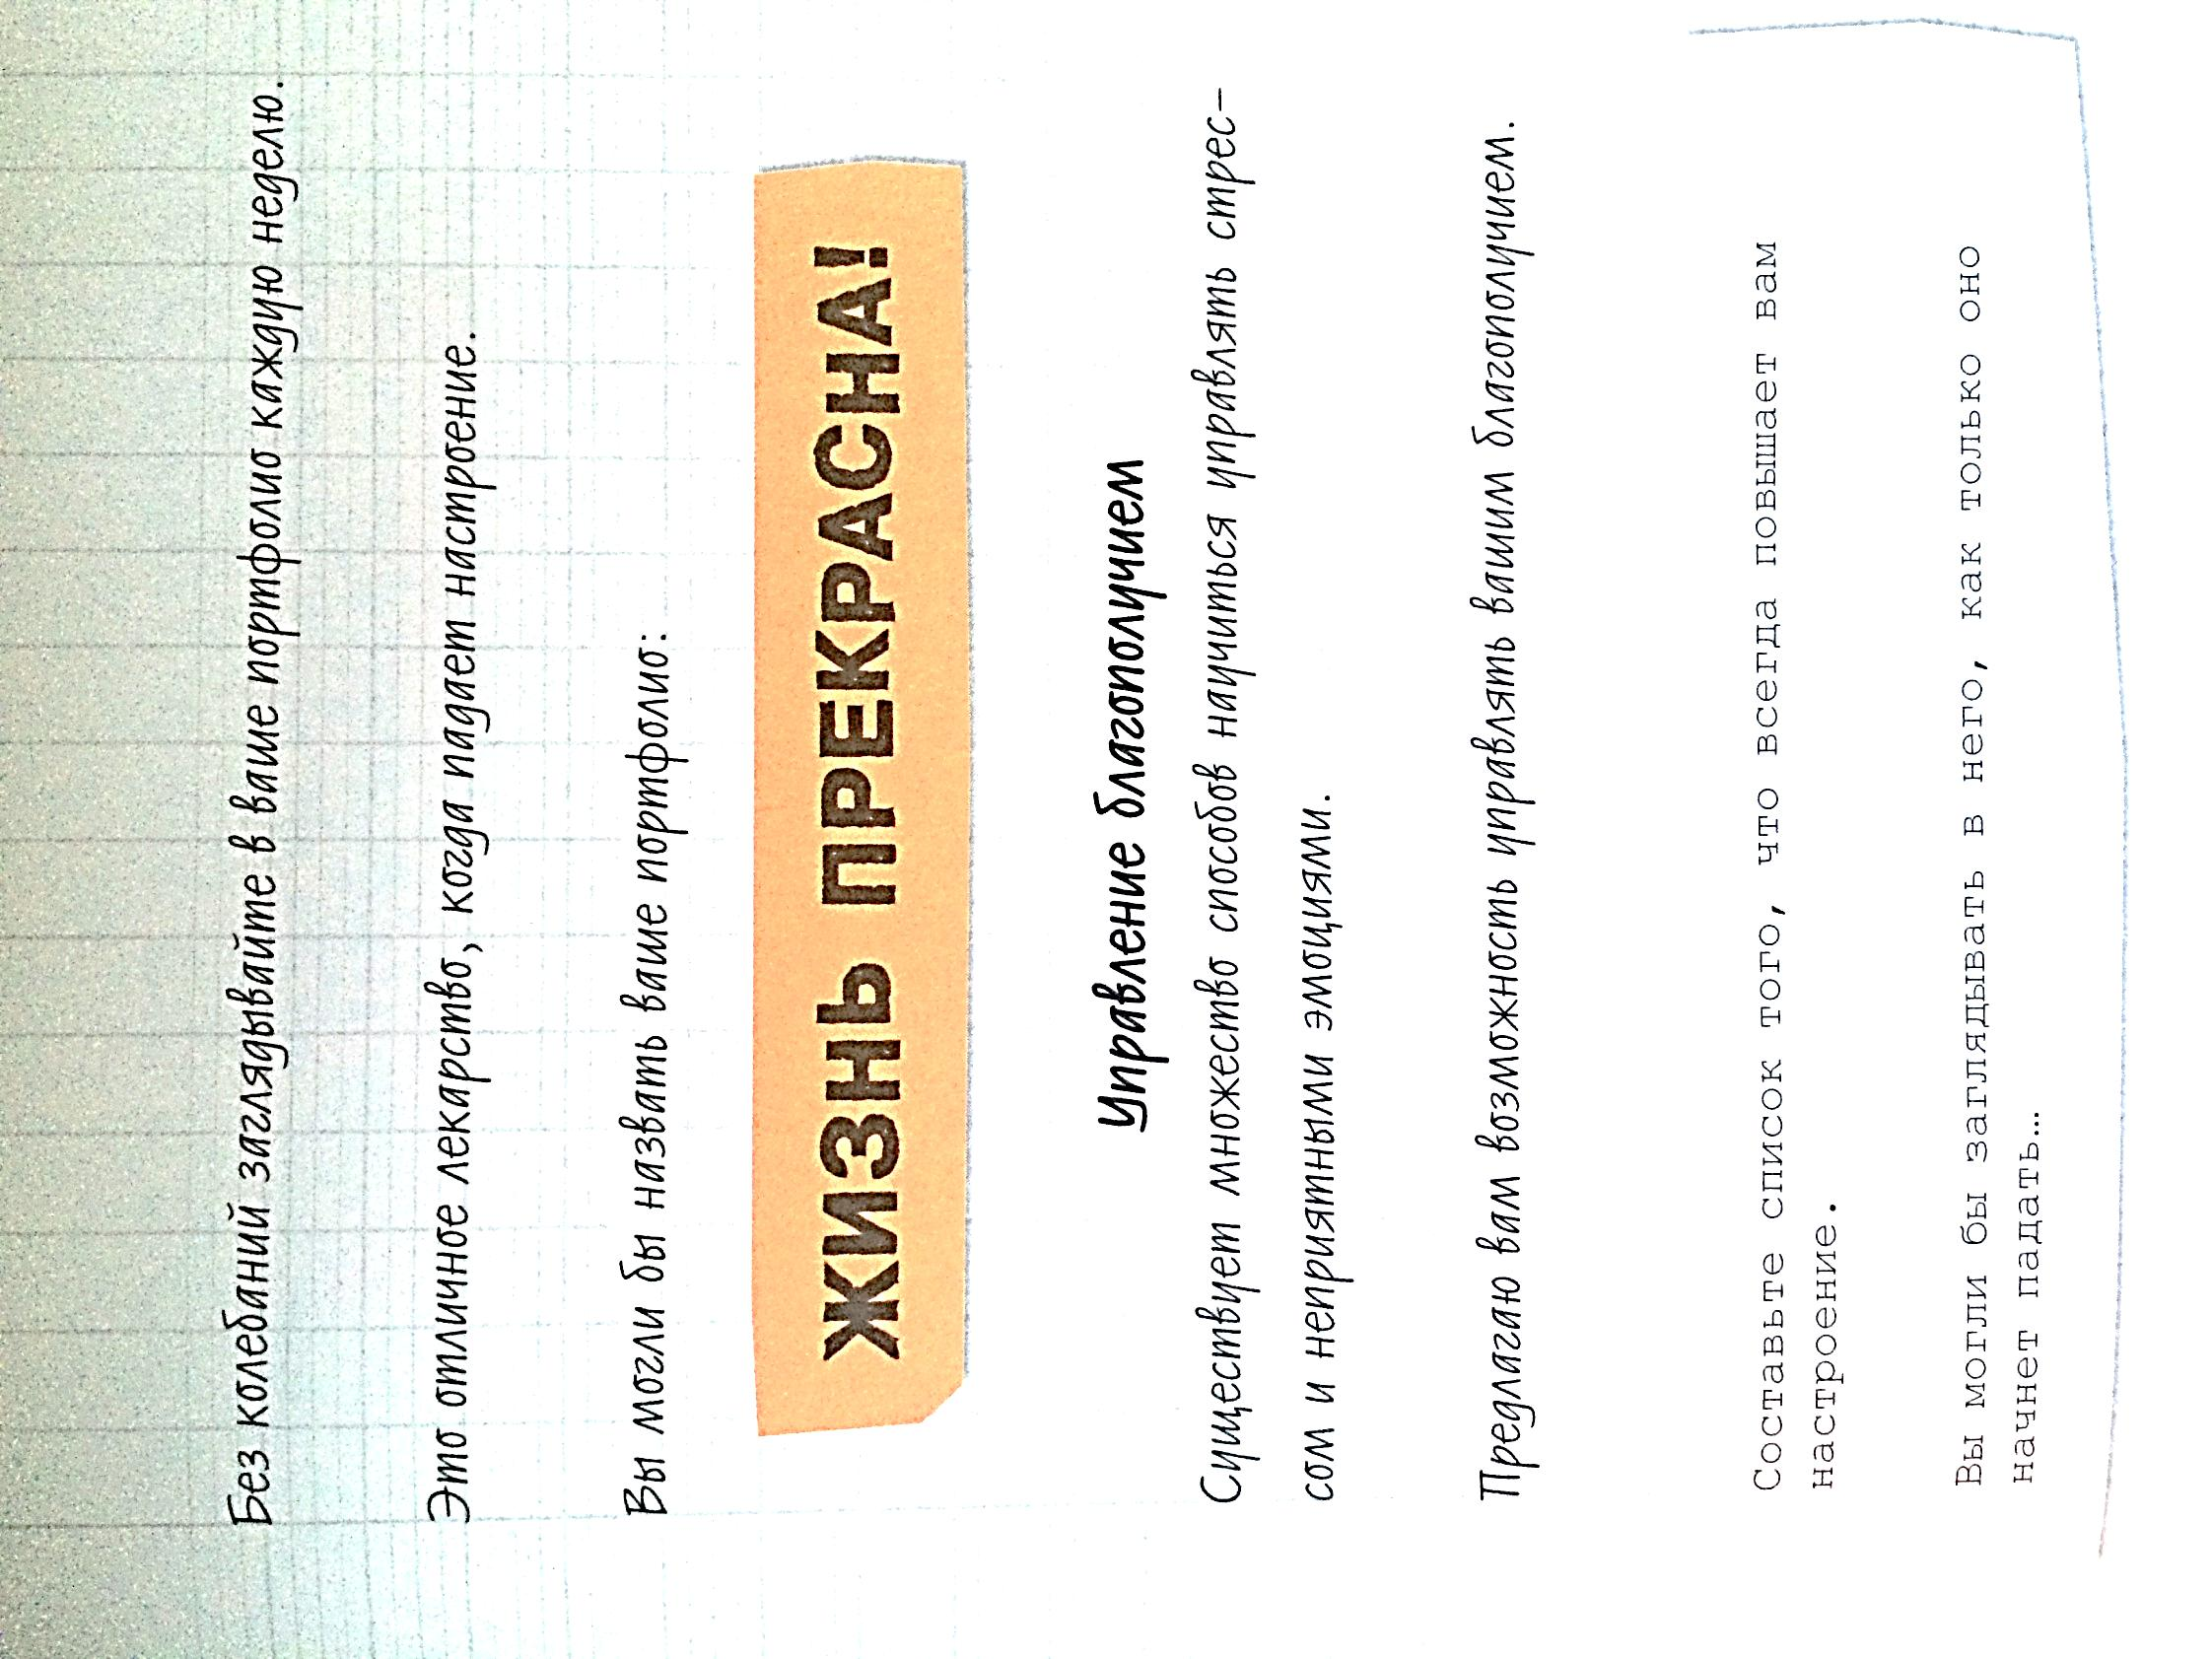 Без колебаний заглядывайте в ваше портфолио каждую неделю.
Это отличное лекарство, когда падает настроение.
Вы могли бы назвать ваше портфолио:
ЖИЗНЬ ПРЕКРАСНА!
Управление благополучием
Существует множество способов научиться управлять стрес-
сом и неприятными эмоциями.
Предлагаю вам возможность управлять вашим благополучием.
Составьте список того, что всегда повышает вам
настроение.
Вы могли бы заглядывать в него, как только оно
начнет падать…